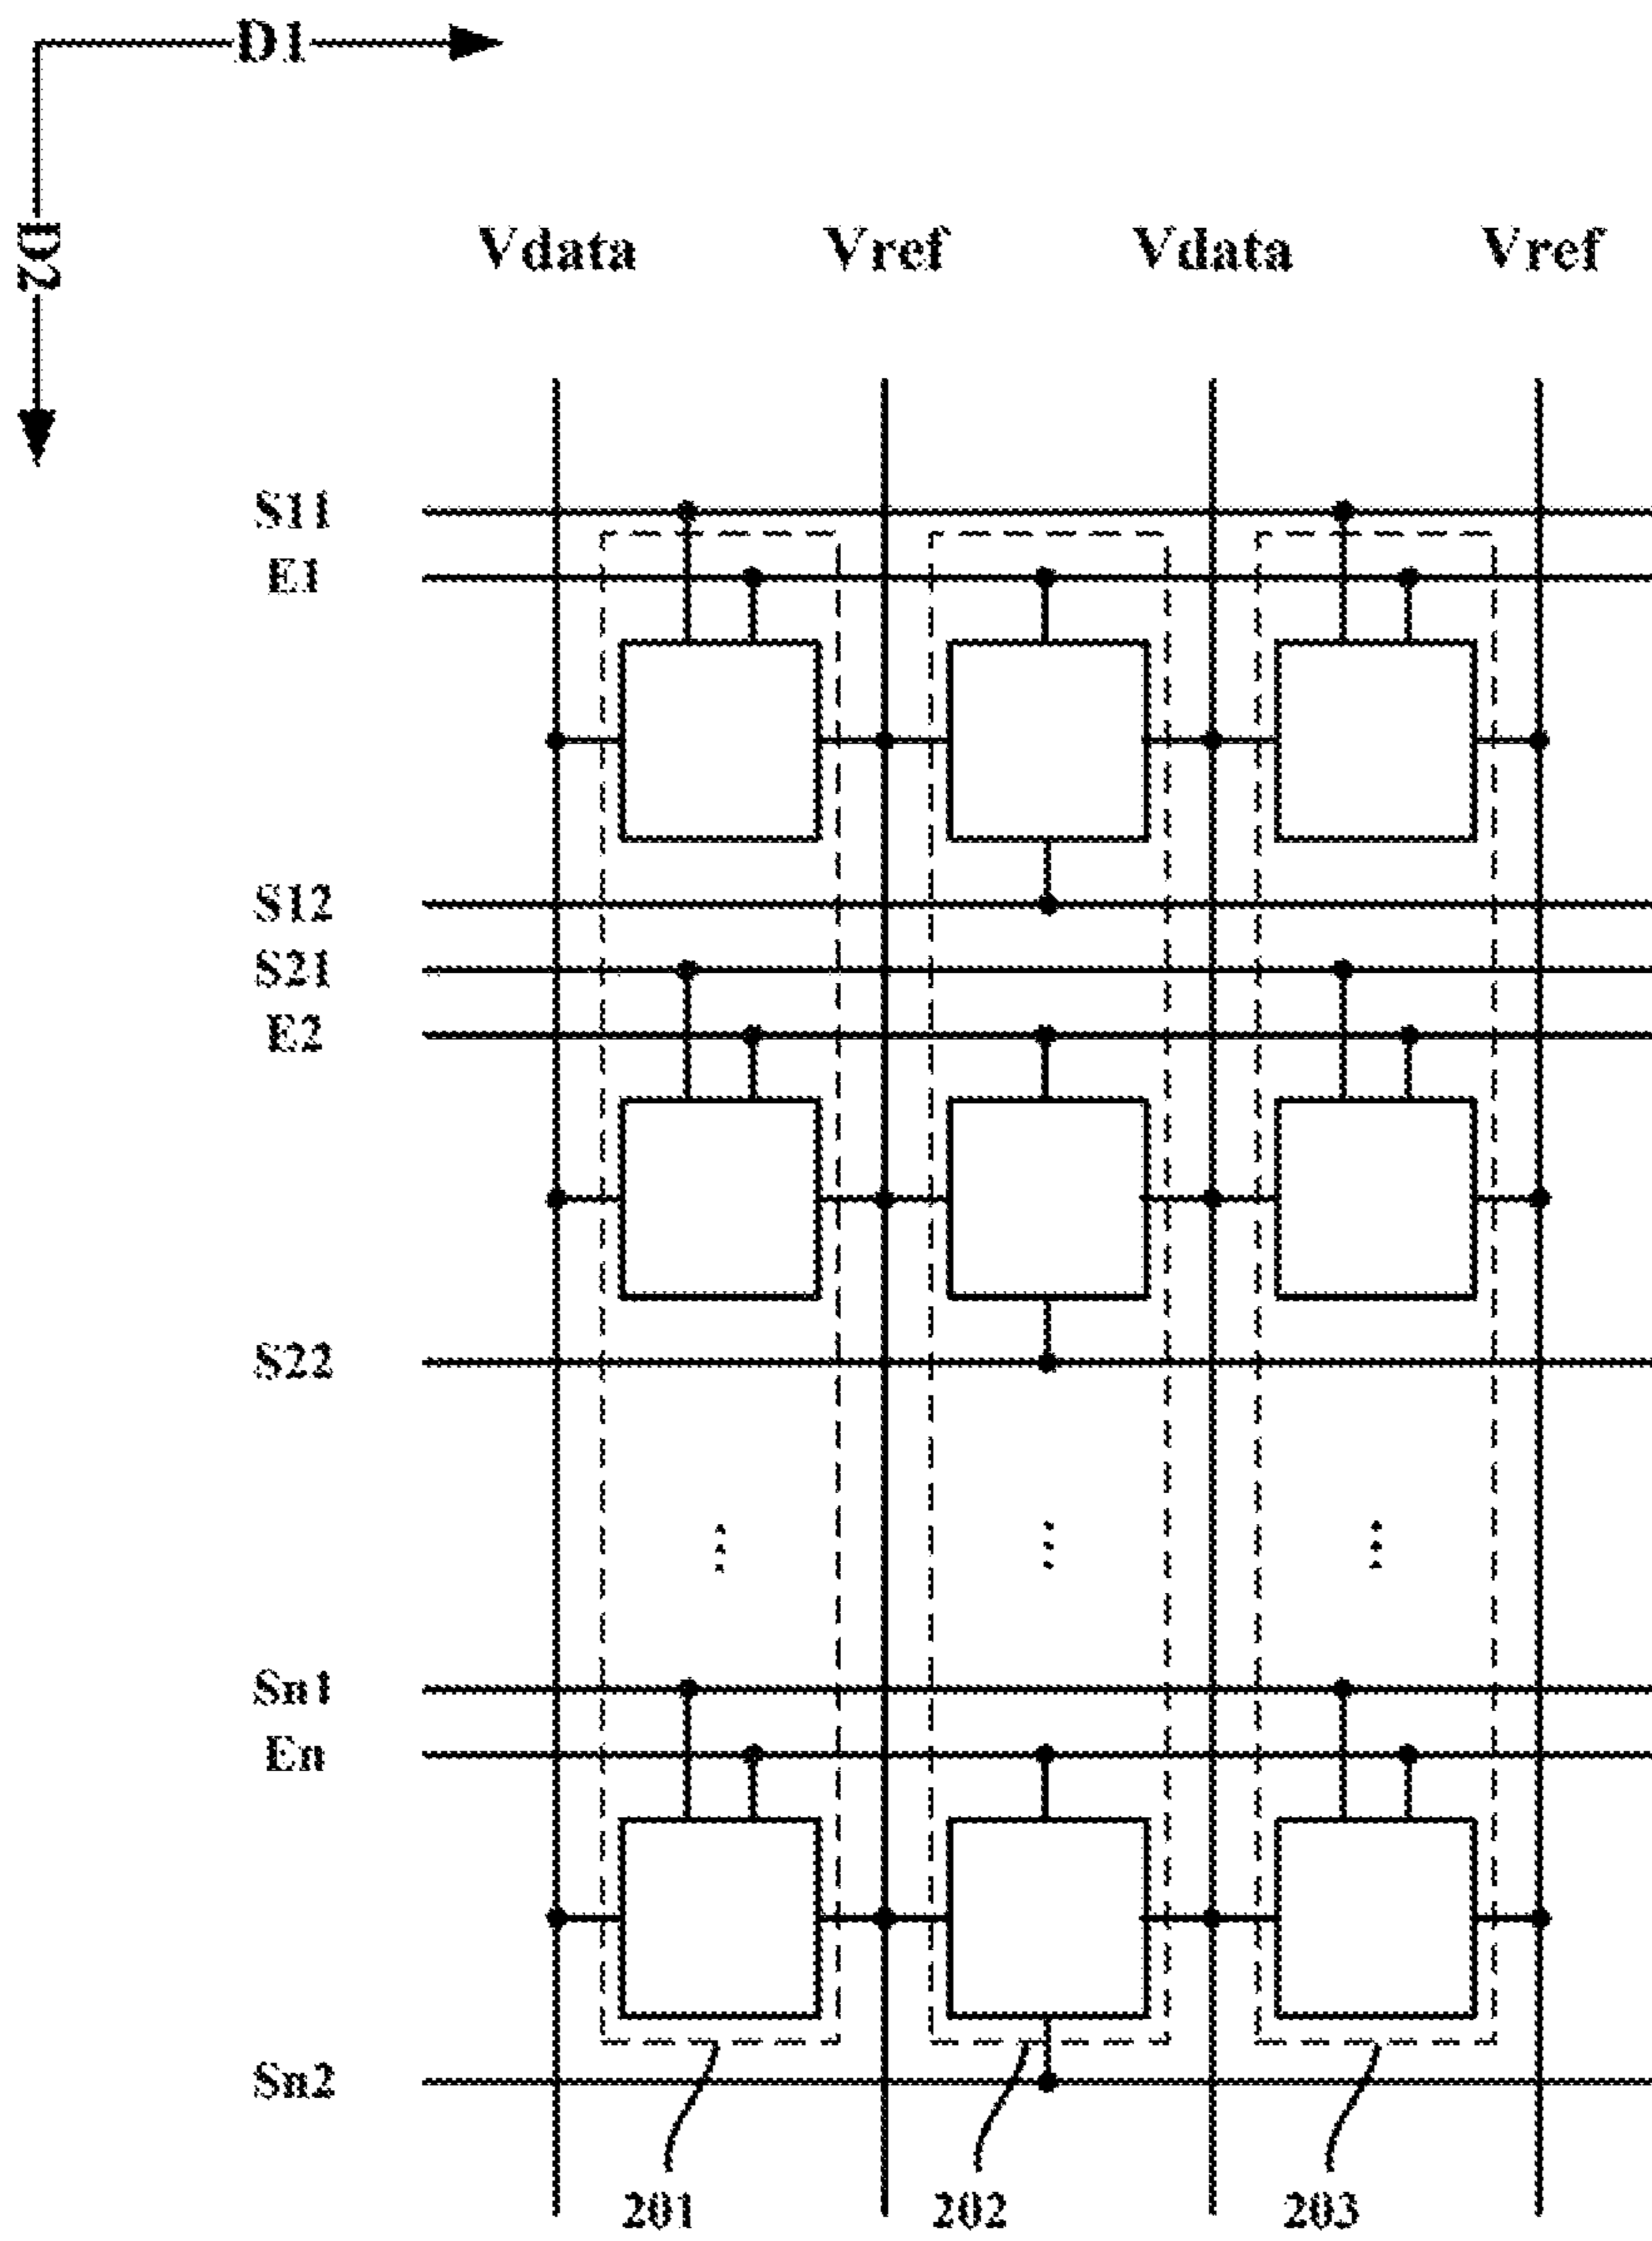 D1
D2
Vdata Vref Vdata Vref
S11
E1
S12
S21
E2
S22
Sn1
En
Sn2
201 202 203